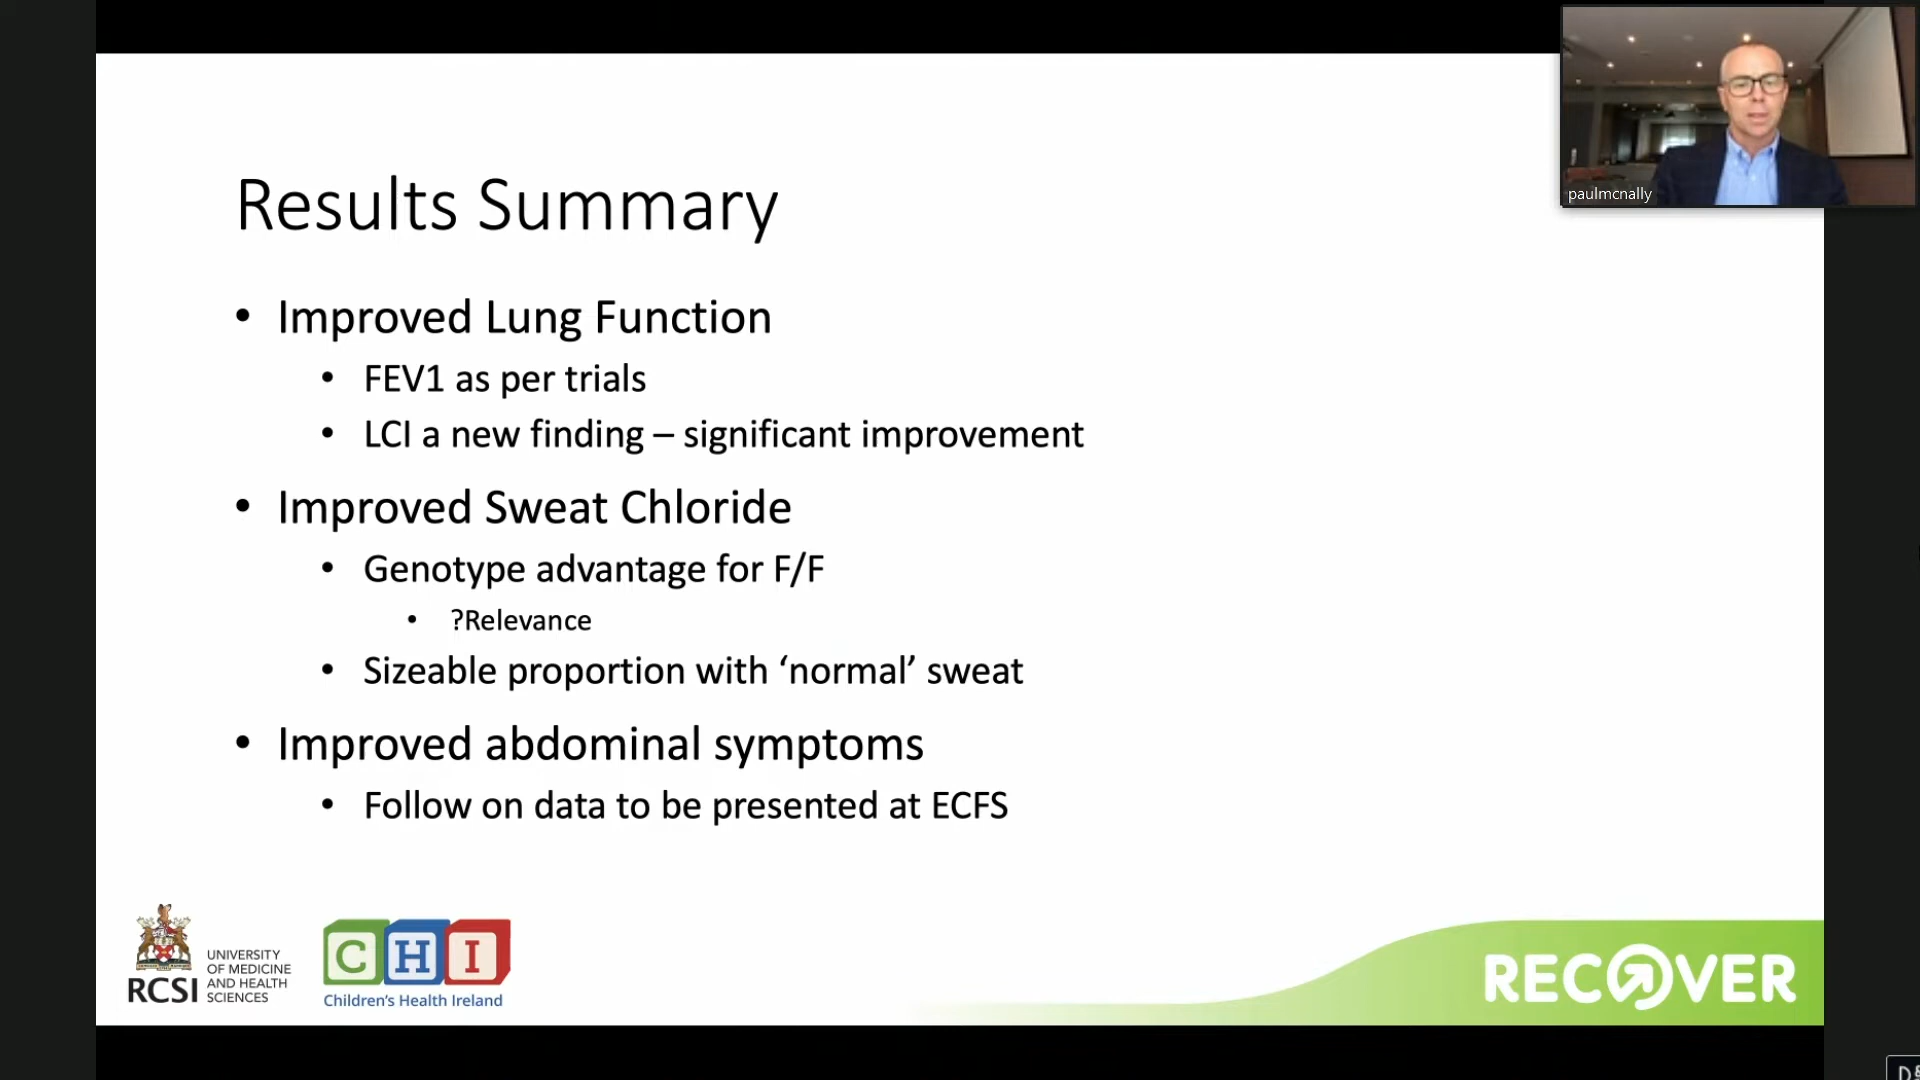 paulmcnally
Results Summary
• Improved Lung Function
• FEV1 as per trials
• LCI a new finding – significant improvement
• Improved Sweat Chloride
• Genotype advantage for F/F
• ?Relevance
• Sizeable proportion with ‘normal’ sweat
• Improved abdominal symptoms
• Follow on data to be presented at ECFS
RCSI
UNIVERSITY
OF MEDICINE
AND HEALTH
SCIENCES
CHI
Children's Health Ireland
RECOVER